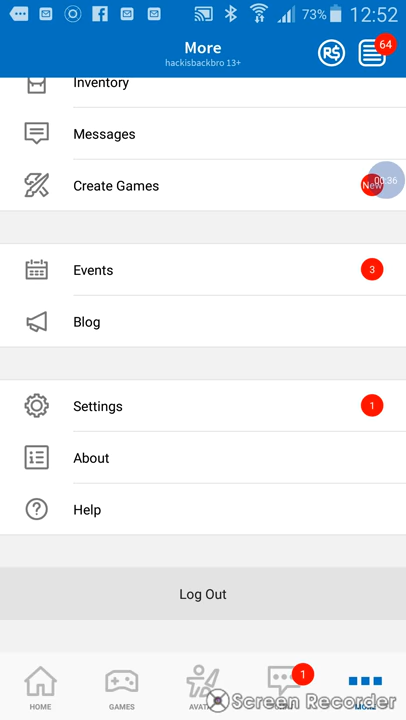 73% 12:52
More
hackisbackbro 13+
R$
64
Inventory
Messages
Create Games
New
00:36
Events
3
Blog
Settings
1
About
Help
Log Out
1
HOME
GAMES
Screen Recorder